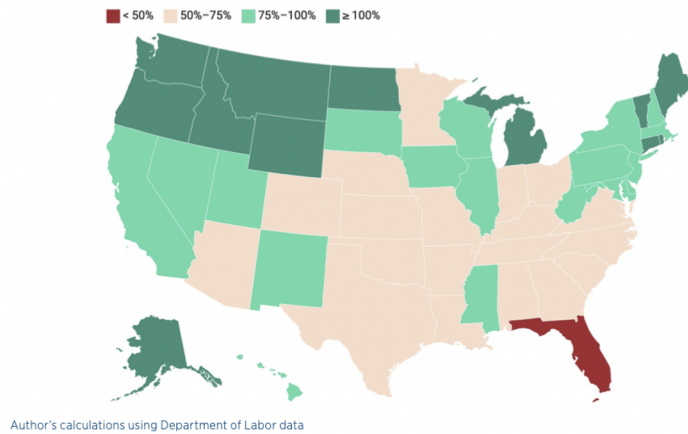 < 50% 50%–75% 75%–100% ≥ 100%
Author's calculations using Department of Labor data